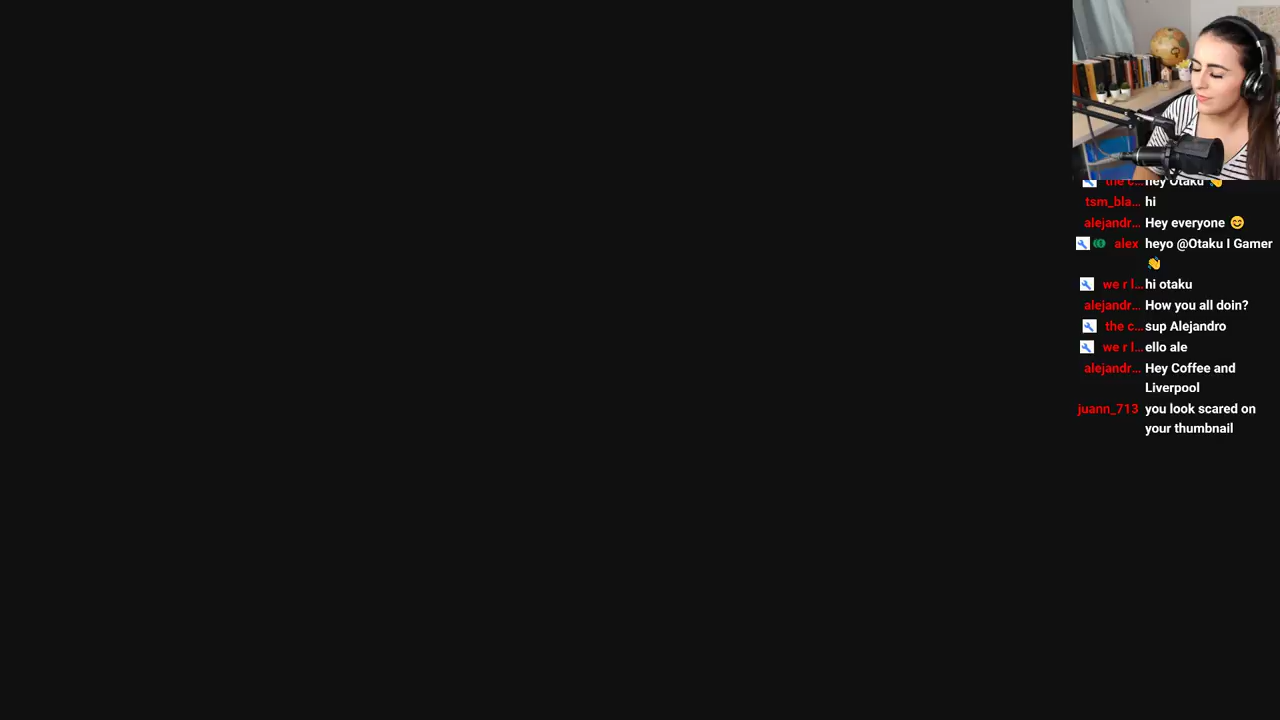 the c... hey Otaku 👋
tsm_bla... hi
alejandr... Hey everyone 😊
alex heyo @Otaku I Gamer
👋
we r l... hi otaku
alejandr... How you all doin?
the c... sup Alejandro
we r l... ello ale
alejandr... Hey Coffee and
Liverpool
juann_713 you look scared on
your thumbnail